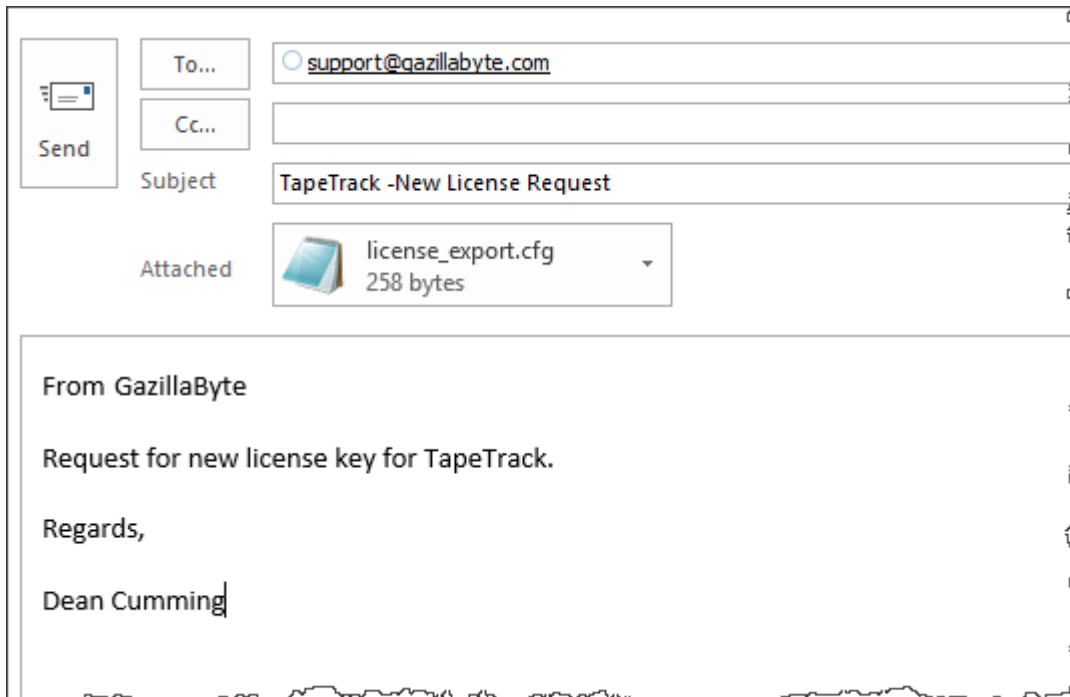 To...
support@gazillabyte.com
Cc...
Send
Subject
TapeTrack -New License Request
Attached
license_export.cfg
258 bytes
From GazillaByte
Request for new license key for TapeTrack.
Regards,
Dean Cumming